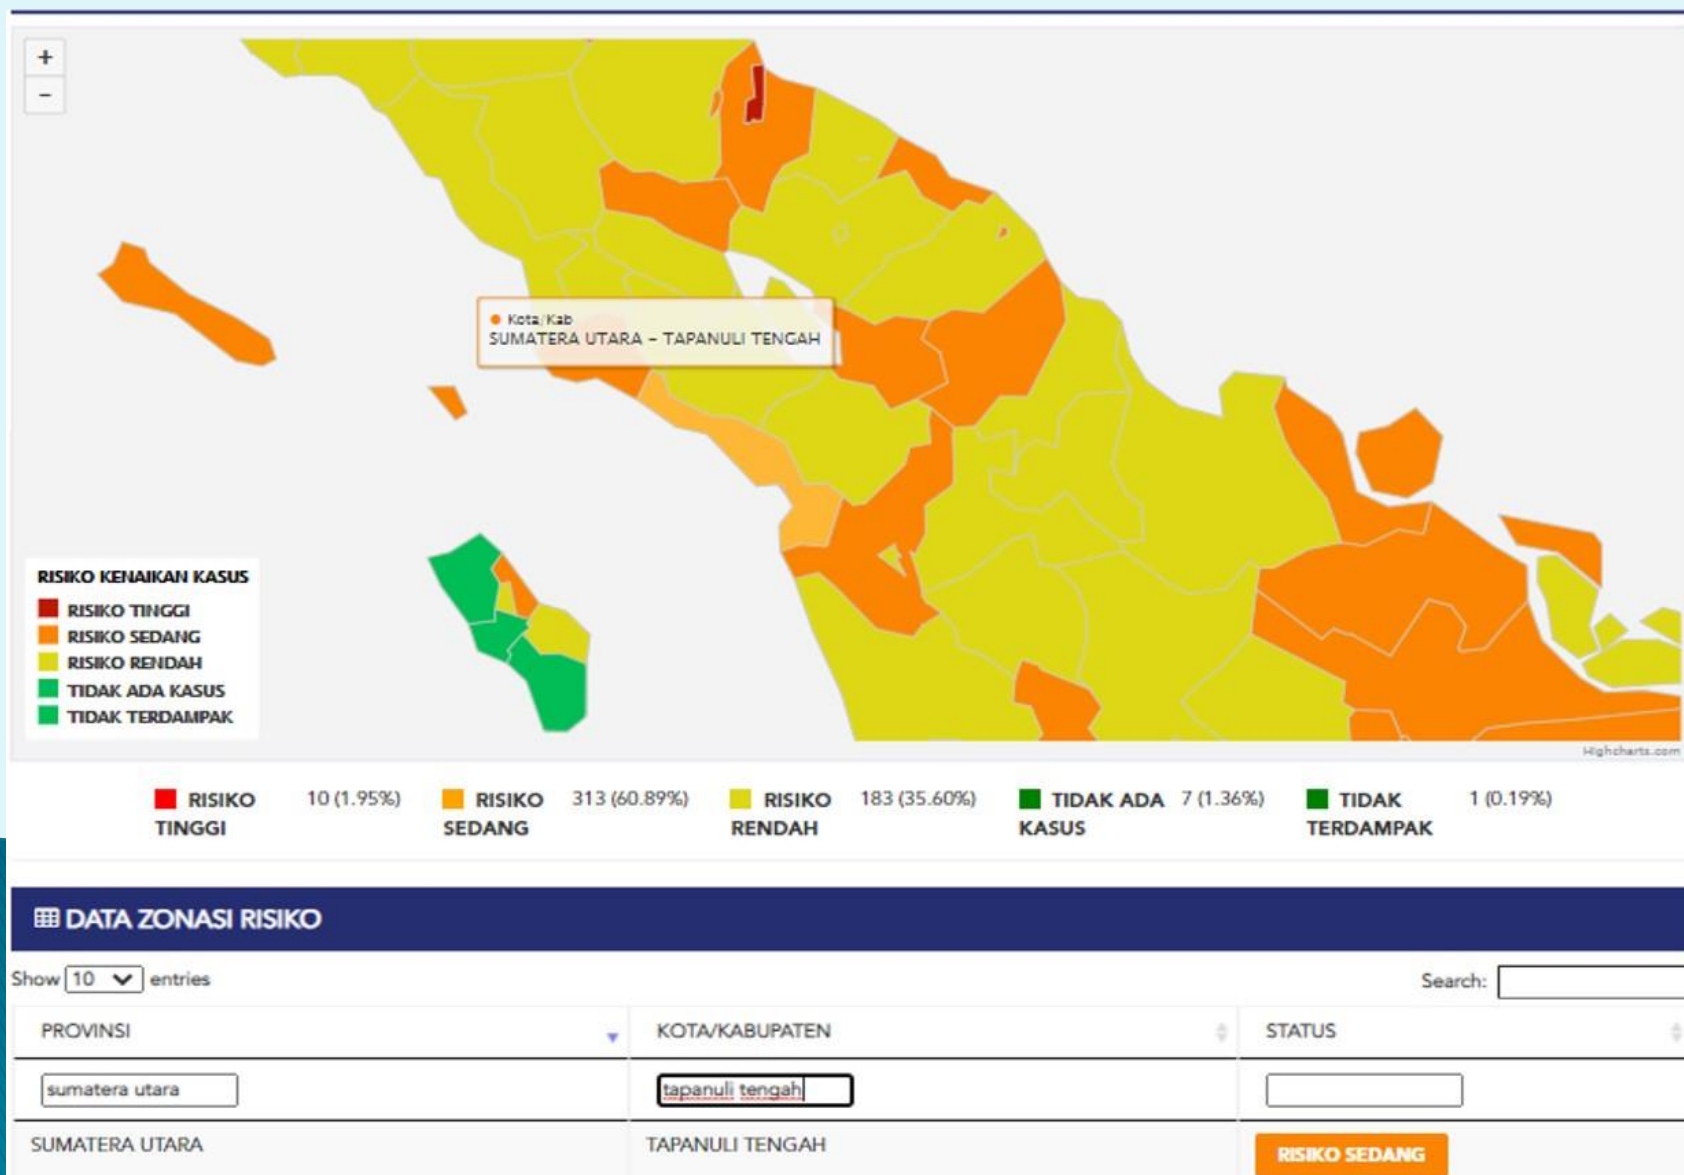 +
−
● Kota/Kab
SUMATERA UTARA – TAPANULI TENGAH
RISIKO KENAIKAN KASUS
RISIKO TINGGI
RISIKO SEDANG
RISIKO RENDAH
TIDAK ADA KASUS
TIDAK TERDAMPAK
Highcharts.com
RISIKO TINGGI 10 (1.95%)
RISIKO SEDANG 313 (60.89%)
RISIKO RENDAH 183 (35.60%)
TIDAK ADA KASUS 7 (1.36%)
TIDAK TERDAMPAK 1 (0.19%)
DATA ZONASI RISIKO
Show 10 entries
Search:
PROVINSI KOTA/KABUPATEN STATUS
sumatera utara tapanuli tengah
SUMATERA UTARA TAPANULI TENGAH RISIKO SEDANG